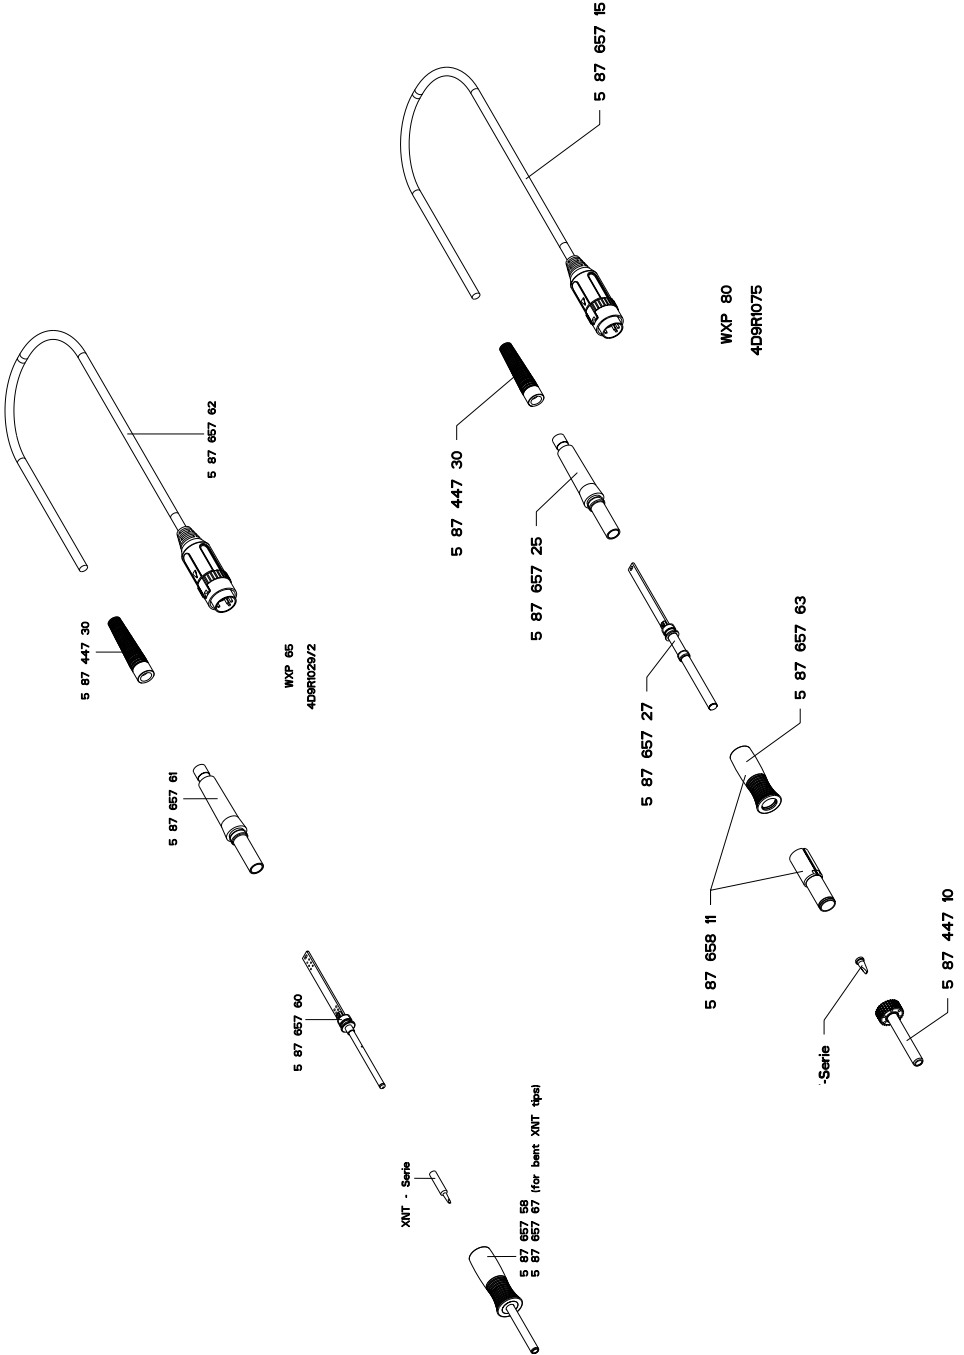 5 87 657 62
5 87 447 30
WXP 65
4D9R1029/2
5 87 657 61
5 87 657 60
XNT - Serie
5 87 657 58
5 87 657 67 (for bent XNT tips)
5 87 657 15
WXP 80
4D9R1075
5 87 447 30
5 87 657 25
5 87 657 27
5 87 657 63
5 87 658 11
-Serie
5 87 447 10